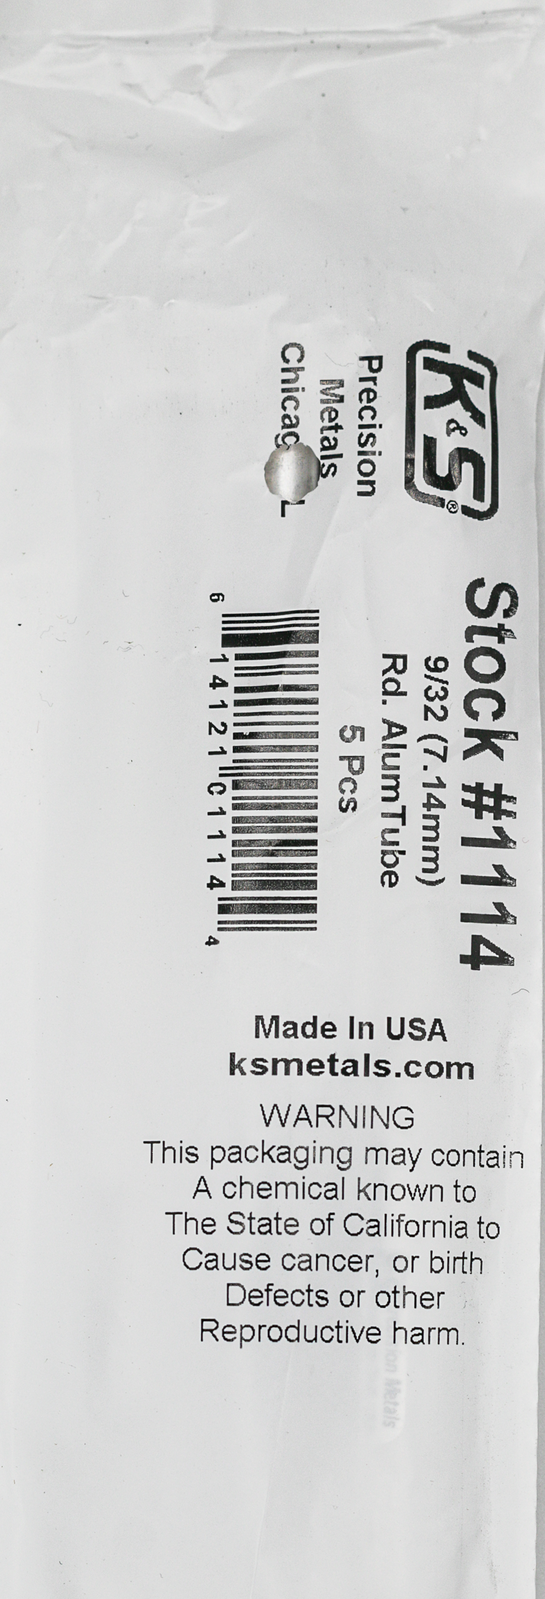 K&S®
Precision
Metals
Stock #1114
9/32 (7.14mm)
Rd. Alum Tube
5 Pcs
6 14121 01114 4
Made In USA
ksmetals.com
WARNING
This packaging may contain
A chemical known to
The State of California to
Cause cancer, or birth
Defects or other
Reproductive harm.
Metals